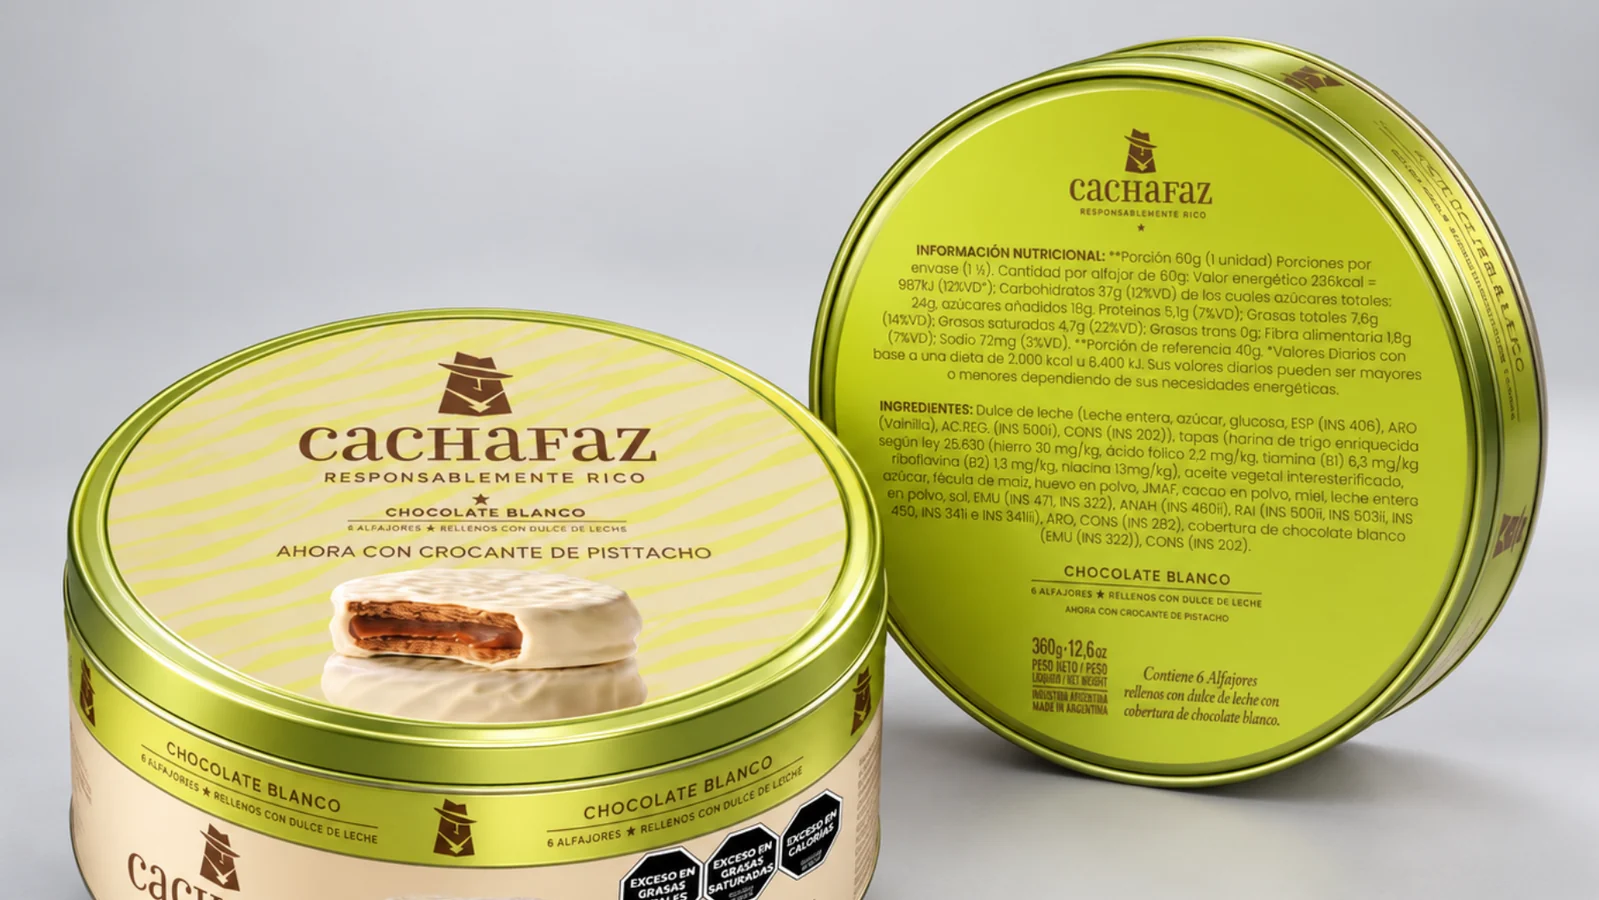 CACHAFAZ
RESPONSABLEMENTE RICO
CHOCOLATE BLANCO
6 ALFAJORES ★ RELLENOS CON DULCE DE LECHE
AHORA CON CROCANTE DE PISTTACHO
CHOCOLATE BLANCO
6 ALFAJORIES ★ RELLENOS CON DULCE DE LECHE
CHOCOLATE BLANCO
6 ALFAJORES ★ RELLENOS CON DULCE DE LECHE
EXCESO EN
GRASAS
EXCESO EN
GRASAS
SATURADAS
EXCESO EN
CALORÍAS
CACHAFAZ
RESPONSABLEMENTE RICO
INFORMACIÓN NUTRICIONAL: **Porción 60g (1 unidad) Porciones por
envase (1 ½). Cantidad por alfajor de 60g: Valor energético 236kcal =
987kJ (12%VD*); Carbohidratos 37g (12%VD) de los cuales azúcares totales:
24g, azúcares añadidos 18g. Proteinas 5,1g (7%VD); Grasas totales 7,6g
(14%VD); Grasas saturadas 4,7g (22%VD); Grasas trans 0g; Fibra alimentaria 1,8g
(7%VD); Sodio 72mg (3%VD). **Porción de referencia 40g. *Valores Diarios con
base a una dieta de 2.000 kcal u 8.400 kJ. Sus valores diarios pueden ser mayores
o menores dependiendo de sus necesidades energéticas.
INGREDIENTES: Dulce de leche (Leche entera, azúcar, glucosa, ESP (INS 406), ARO
(Vainilla), AC.REG. (INS 500i), CONS (INS 202)), tapas (harina de trigo enriquecida
según ley 25.630 (hierro 30 mg/kg, ácido fólico 2,2 mg/kg, tiamina (B1) 6,3 mg/kg
riboflavina (B2) 1,3 mg/kg, niacina 13mg/kg), aceite vegetal interesterificado,
azúcar, fécula de maíz, huevo en polvo, JMAF, cacao en polvo, miel, leche entera
en polvo, sal, EMU (INS 471, INS 322), ANAH (INS 460ii), RAI (INS 500ii, INS 503ii, INS
450, INS 341i e INS 341iii), ARO, CONS (INS 282), cobertura de chocolate blanco
(EMU (INS 322)), CONS (INS 202).
CHOCOLATE BLANCO
6 ALFAJORES ★ RELLENOS CON DULCE DE LECHE
AHORA CON CROCANTE DE PISTACHO
360g·12,6oz
PESO NETO / PESO
LIQUIDO / NET WEIGHT
INDUSTRIA ARGENTINA
MADE IN ARGENTINA
Contiene 6 Alfajores
rellenos con dulce de leche con
cobertura de chocolate blanco.